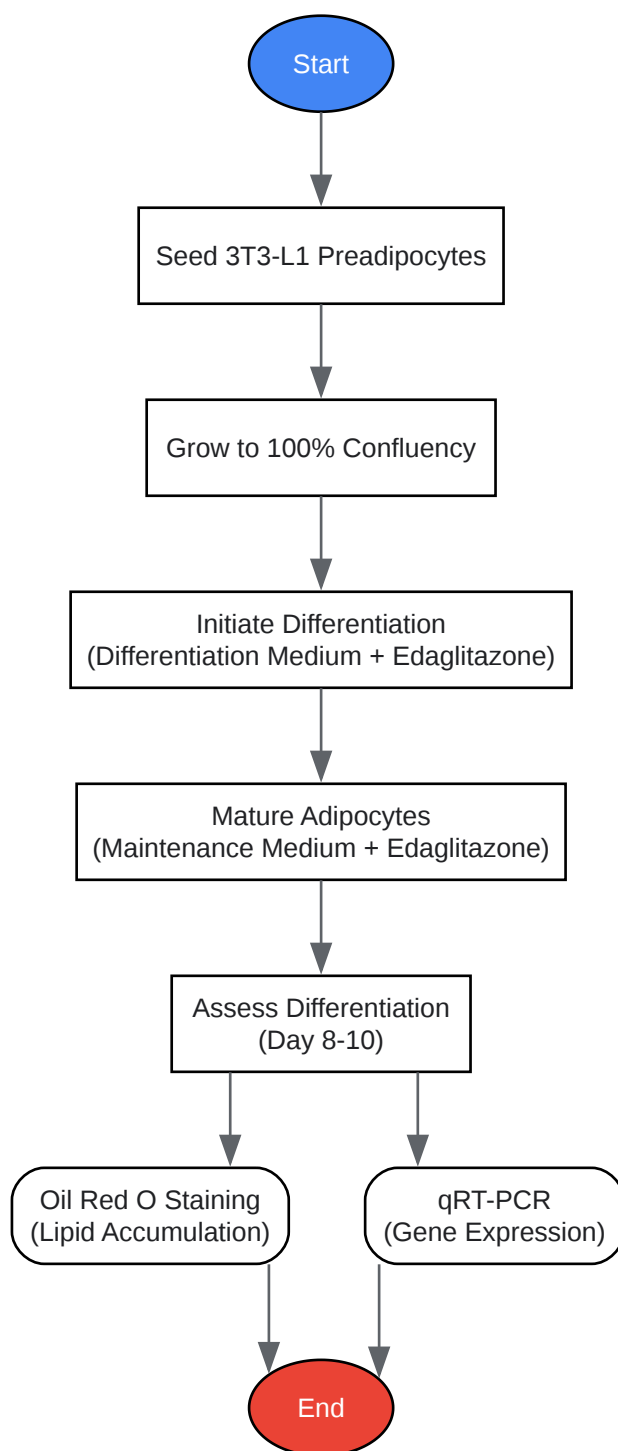 Start
Seed 3T3-L1 Preadipocytes
Grow to 100% Confluency
Initiate Differentiation
(Differentiation Medium + Edaglitazone)
Mature Adipocytes
(Maintenance Medium + Edaglitazone)
Assess Differentiation
(Day 8-10)
Oil Red O Staining
(Lipid Accumulation)
qRT-PCR
(Gene Expression)
End